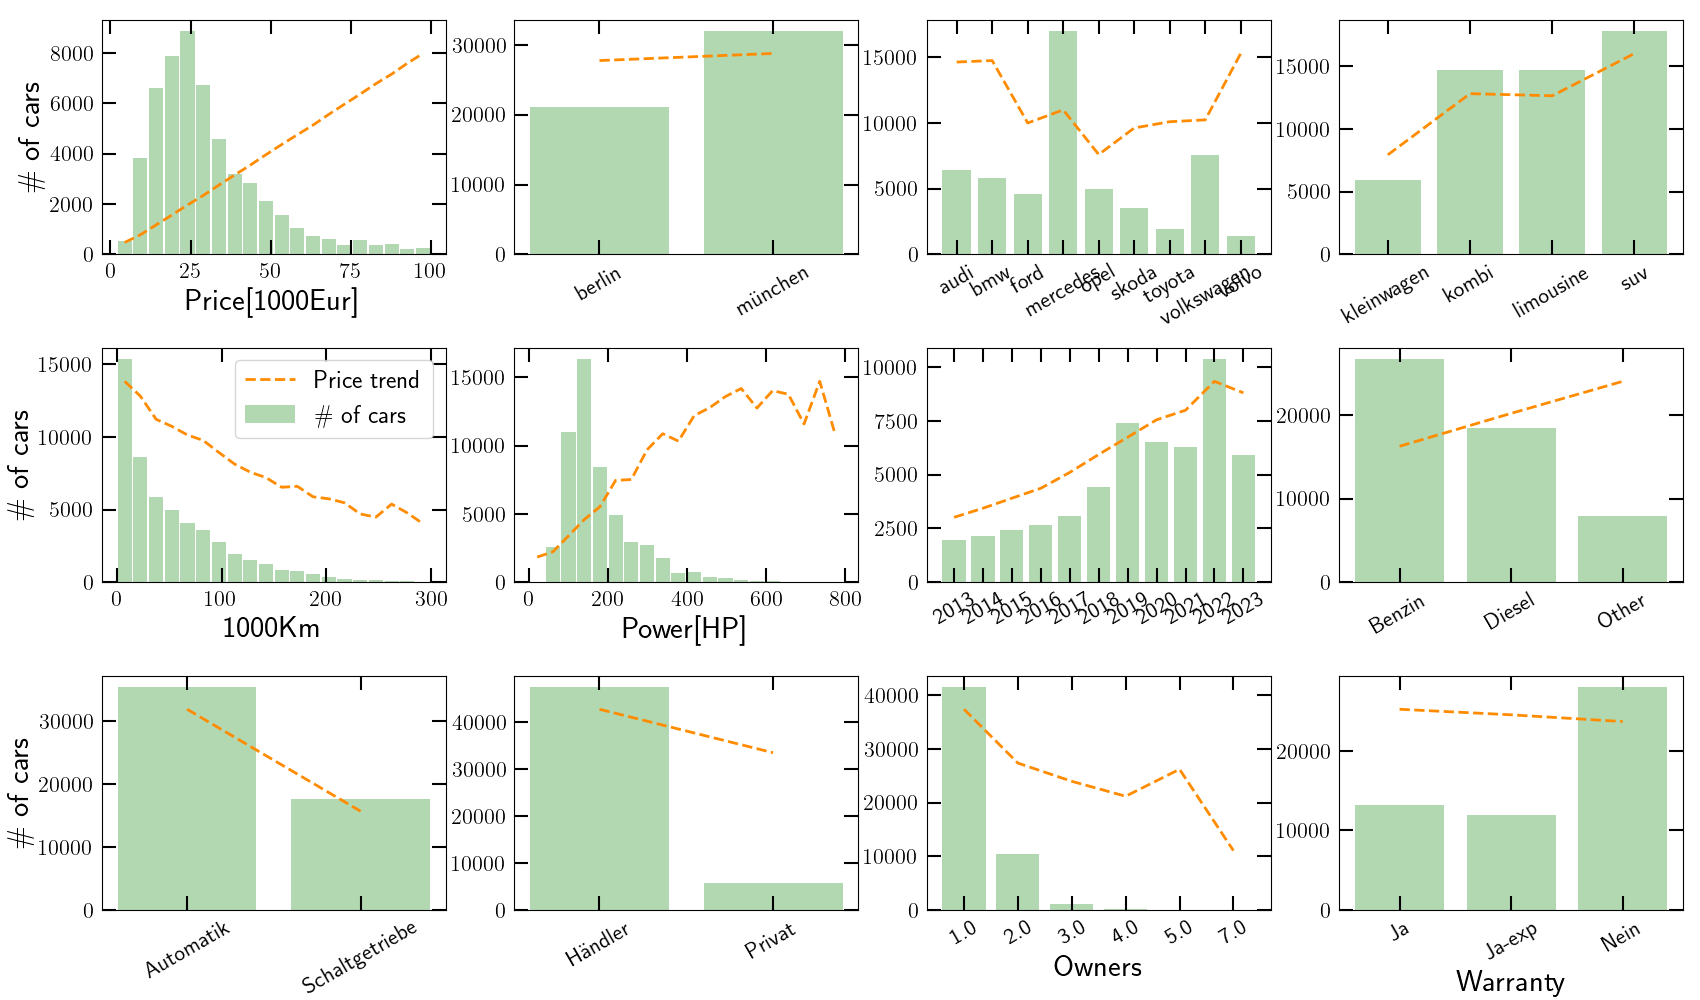 # of cars
8000
6000
4000
2000
0
0 25 50 75 100
Price[1000Eur]
30000
20000
10000
0
berlin münchen
15000
10000
5000
0
audi bmw ford mercedes opel skoda toyota volkswagen volvo
15000
10000
5000
0
kleinwagen kombi limousine suv
# of cars
15000
10000
5000
0
Price trend
# of cars
0 100 200 300
1000Km
15000
10000
5000
0
0 200 400 600 800
Power[HP]
10000
7500
5000
2500
0
2013 2014 2015 2016 2017 2018 2019 2020 2021 2022 2023
20000
10000
0
Benzin Diesel Other
# of cars
30000
20000
10000
0
Automatik Schaltgetriebe
40000
30000
20000
10000
0
Händler Privat
40000
30000
20000
10000
0
1.0 2.0 3.0 4.0 5.0 7.0
Owners
20000
10000
0
Ja Ja-exp Nein
Warranty